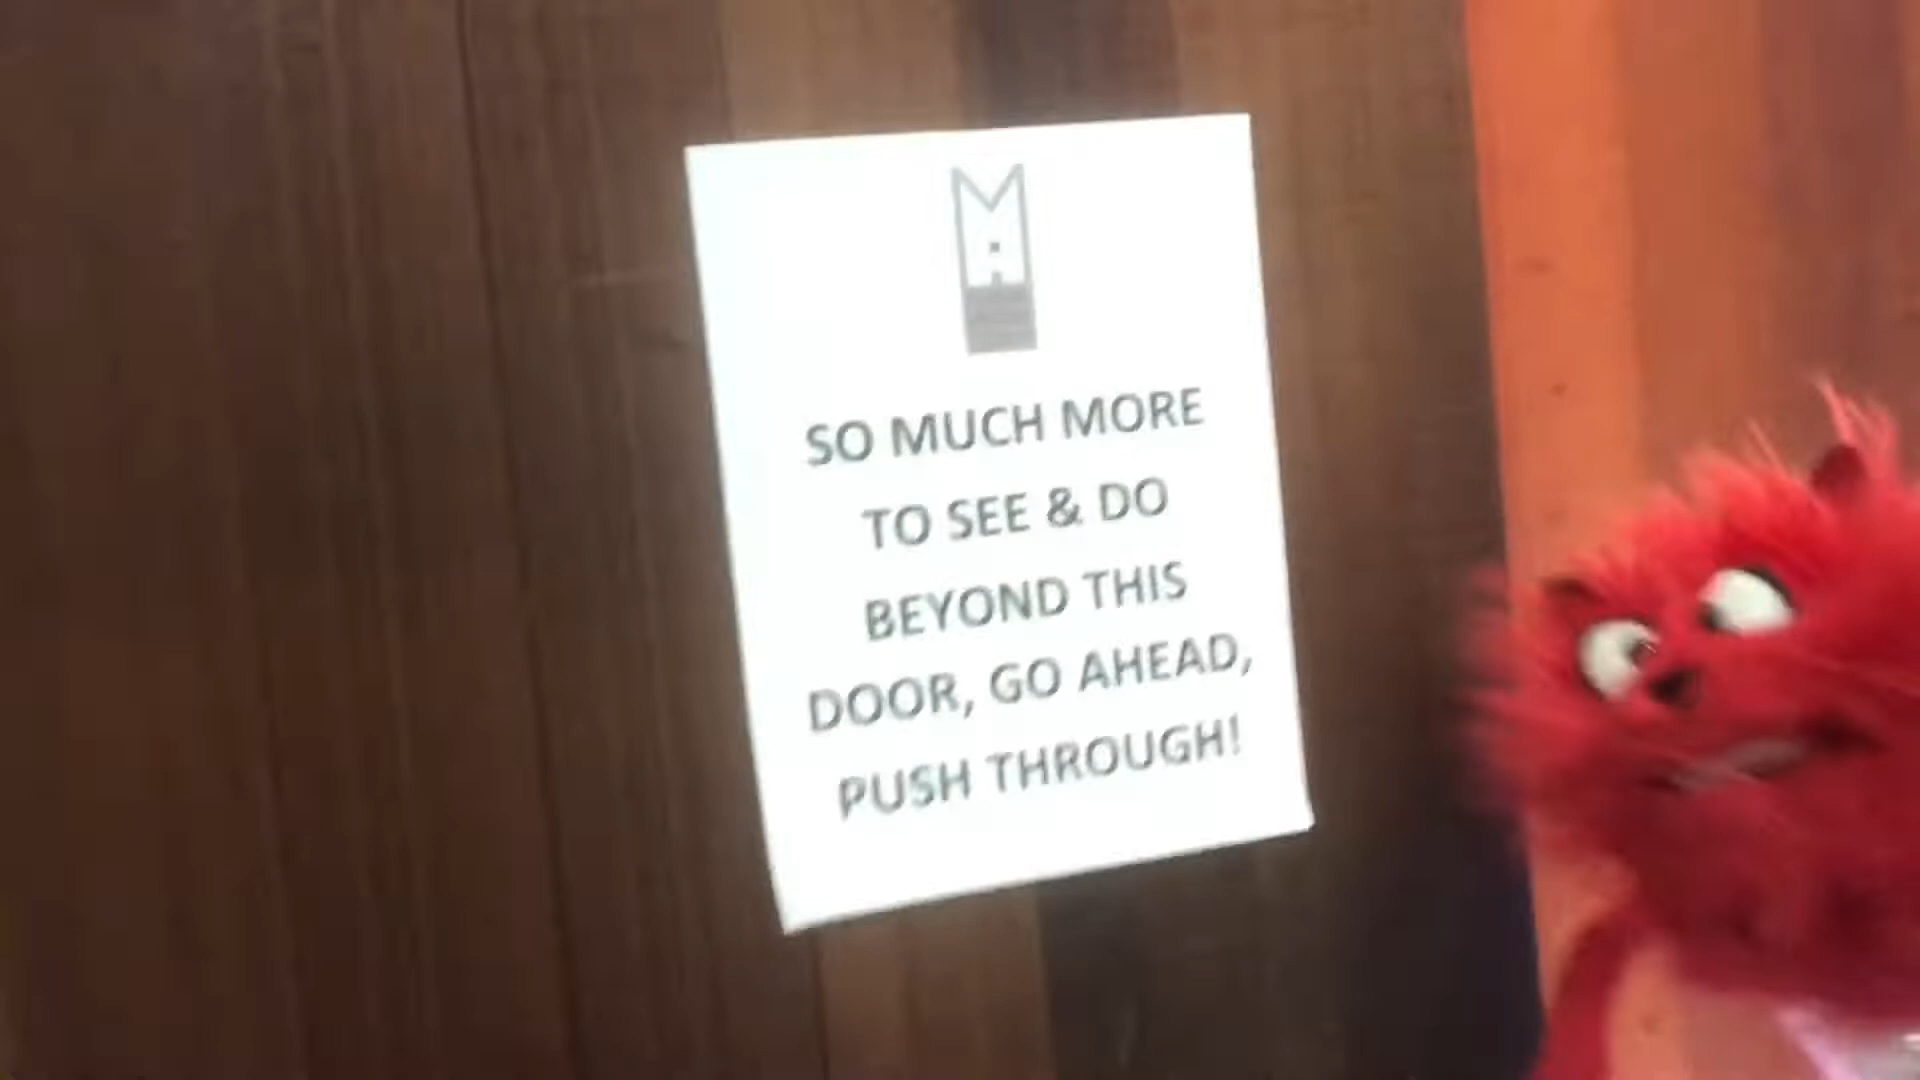 SO MUCH MORE
TO SEE & DO
BEYOND THIS
DOOR, GO AHEAD,
PUSH THROUGH!